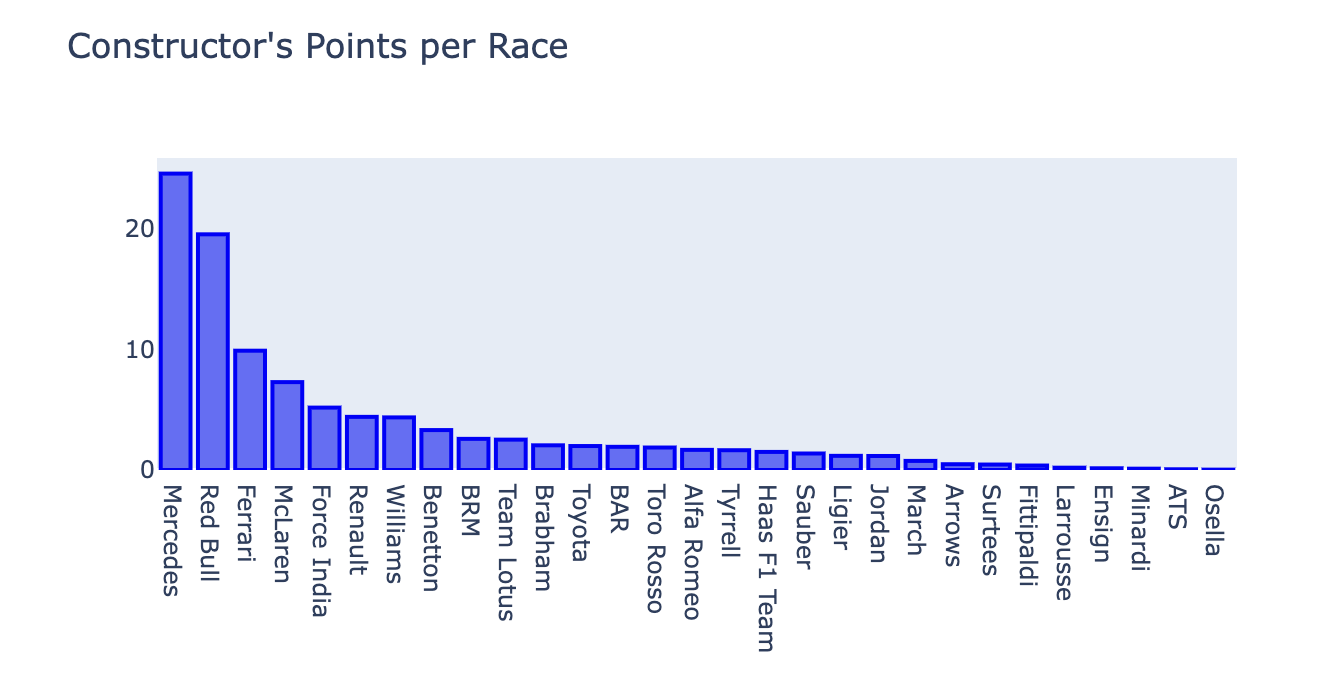 Constructor's Points per Race
20
10
0
Mercedes
Red Bull
Ferrari
McLaren
Force India
Renault
Williams
Benetton
BRM
Team Lotus
Brabham
Toyota
BAR
Toro Rosso
Alfa Romeo
Tyrrell
Haas F1 Team
Sauber
Ligier
Jordan
March
Arrows
Surtees
Fittipaldi
Larrousse
Ensign
Minardi
ATS
Osella